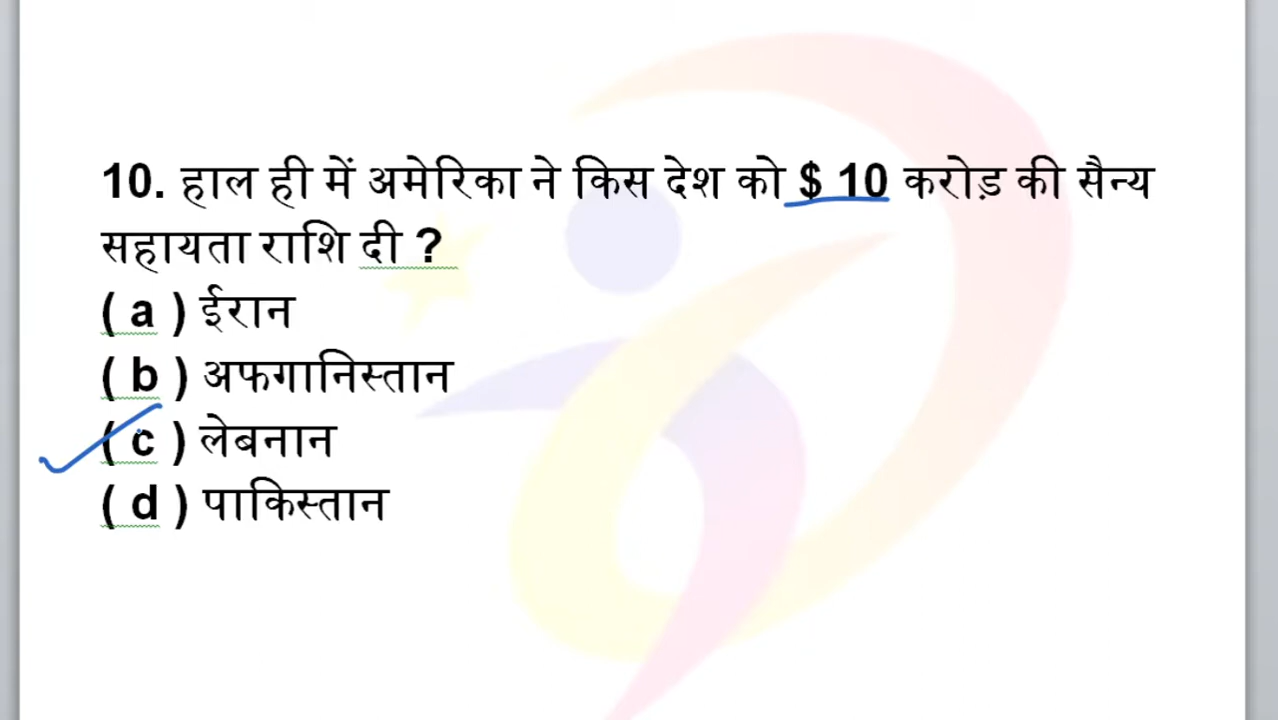 10. हाल ही में अमेरिका ने किस देश को $ 10 करोड़ की सैन्य
सहायता राशि दी ?
( a ) ईरान
( b ) अफगानिस्तान
( c ) लेबनान
( d ) पाकिस्तान